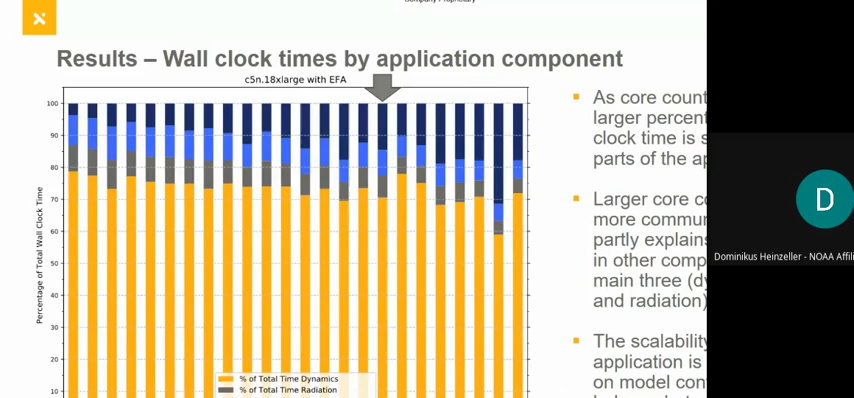 Company Proprietary
Results – Wall clock times by application component
c5n.18xlarge with EFA
100
90
80
70
60
50
40
30
20
10
Percentage of Total Wall Clock Time
% of Total Time Dynamics
% of Total Time Radiation
As core count
larger percent
clock time is s
parts of the ap
Larger core co
more commun
partly explains
in other comp
main three (dy
and radiation)
The scalability
application is
on model con
D
Dominikus Heinzeller - NOAA Affili